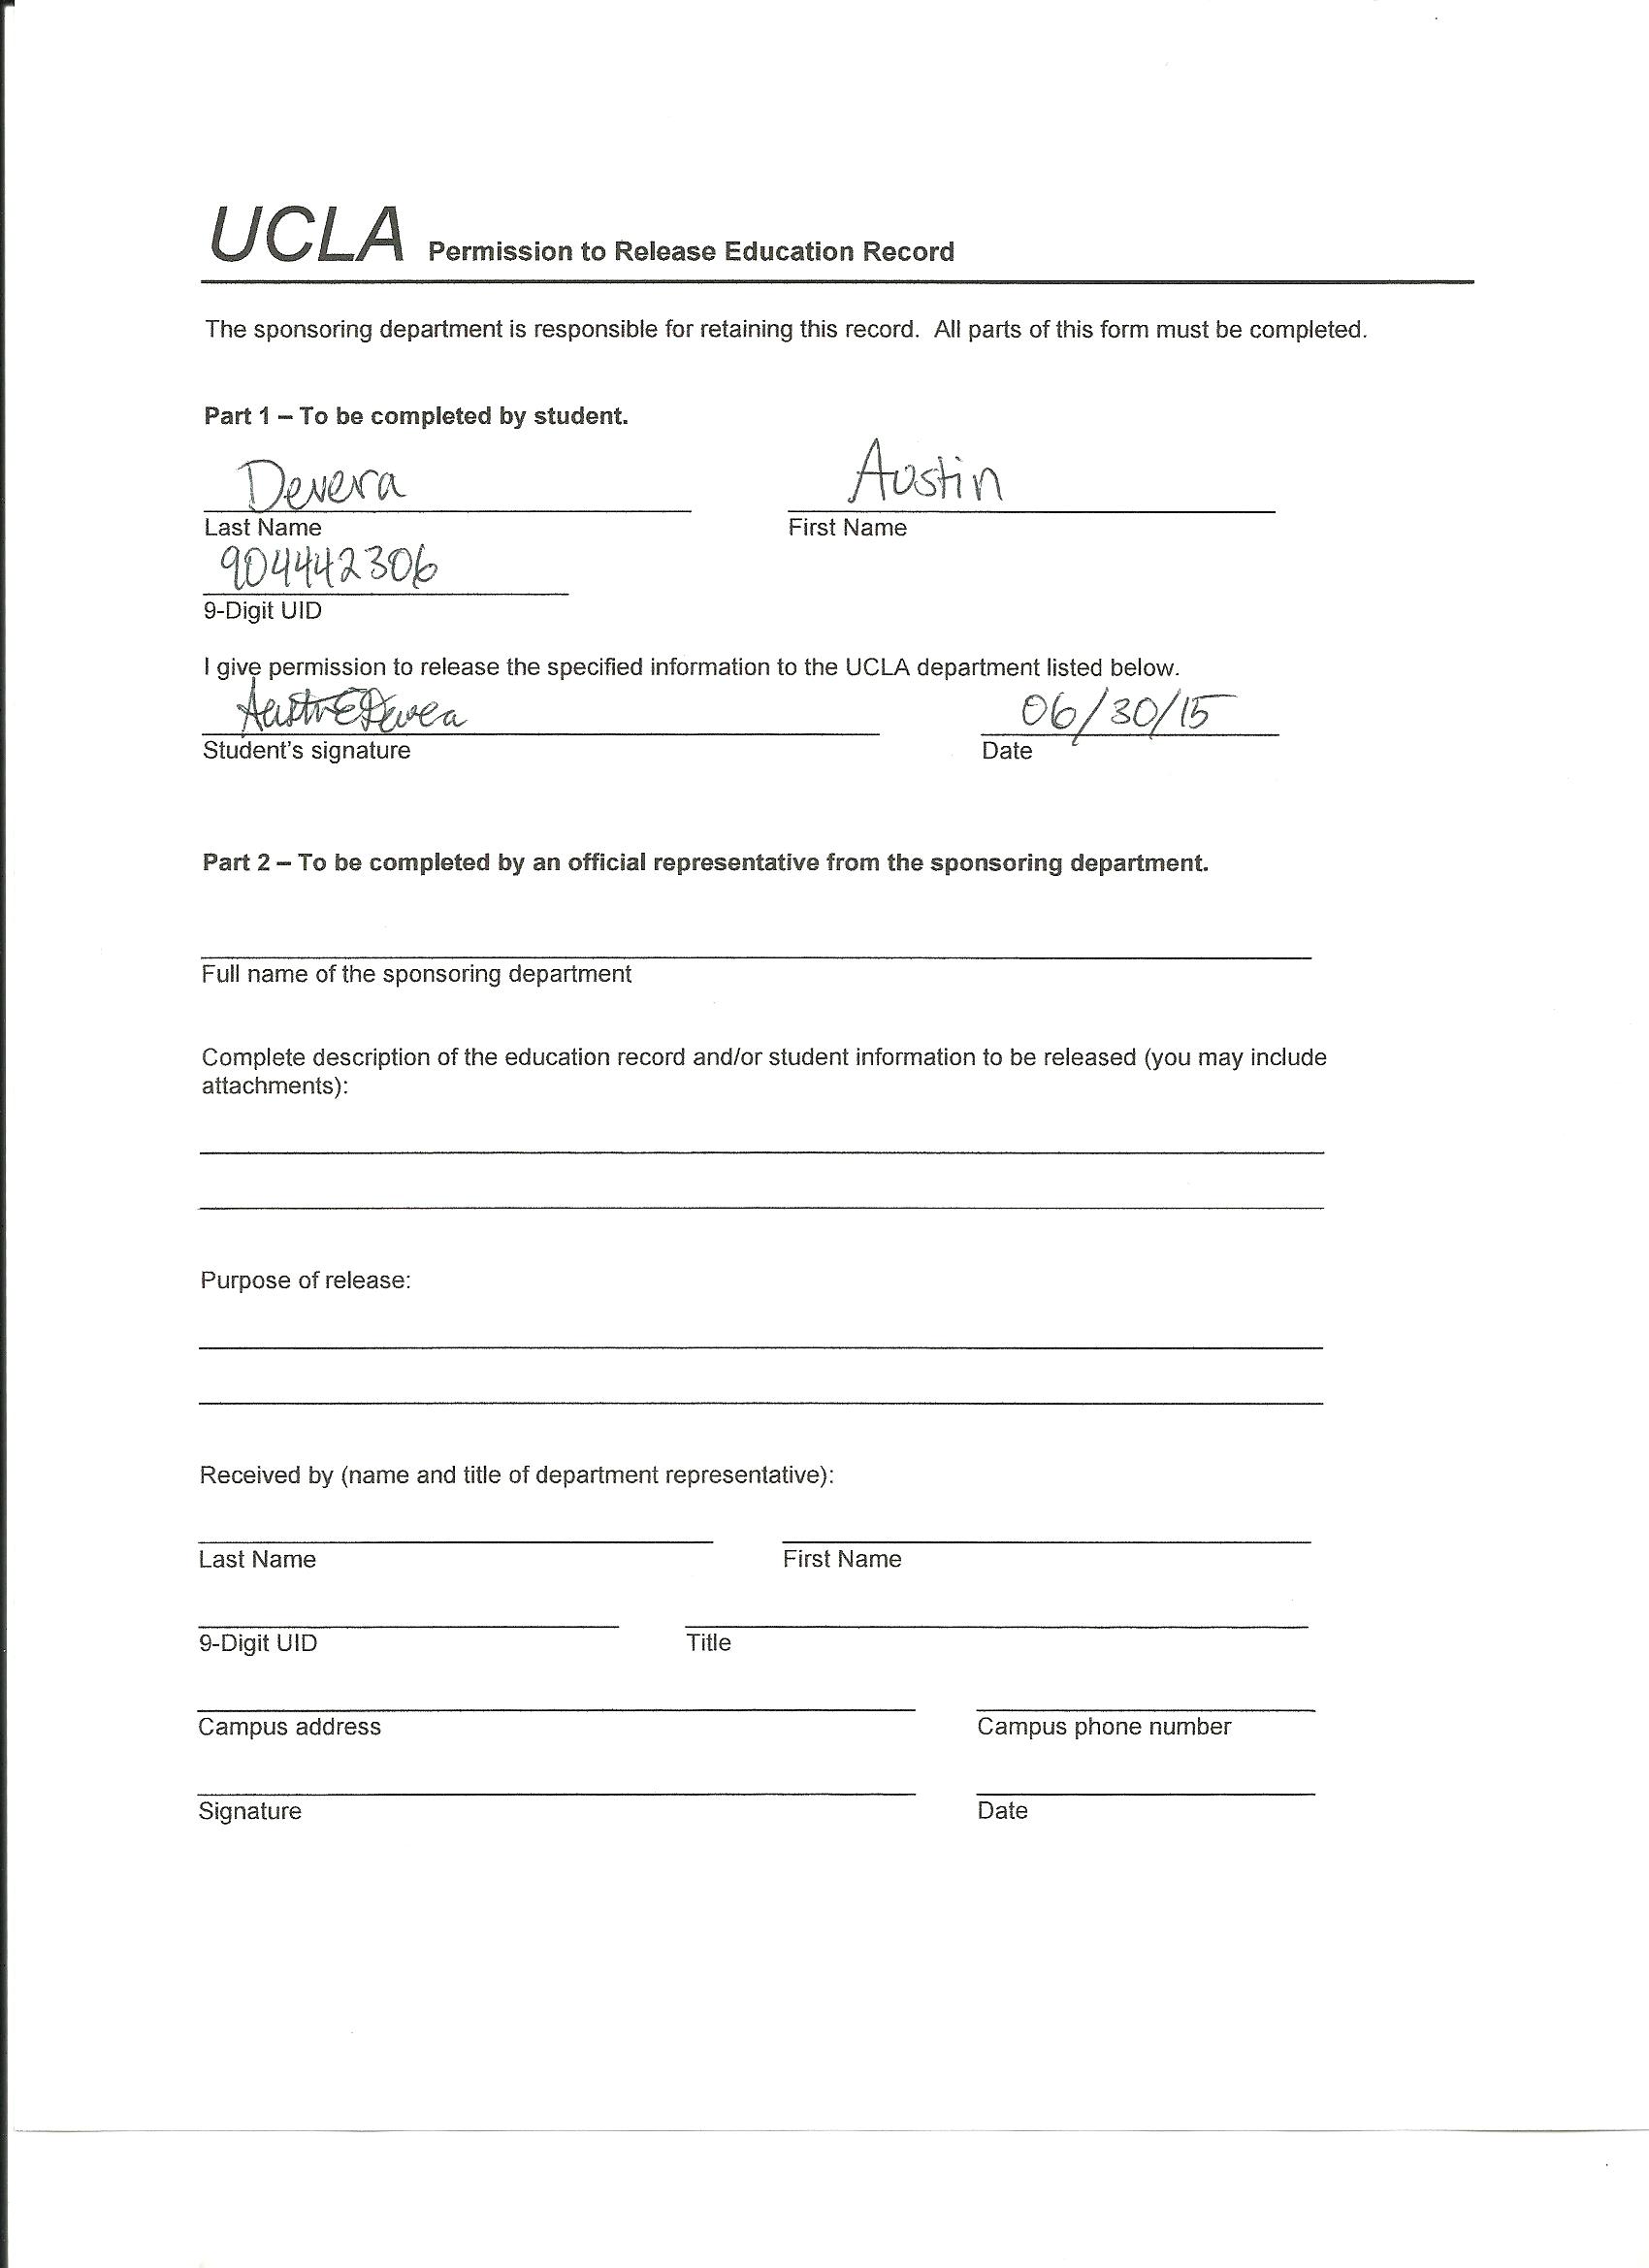 UCLA Permission to Release Education Record
The sponsoring department is responsible for retaining this record. All parts of this form must be completed.
Part 1 – To be completed by student.
Devera Austin
Last Name First Name
904442306
9-Digit UID
I give permission to release the specified information to the UCLA department listed below.
Austin E Devera 06/30/15
Student's signature Date
Part 2 – To be completed by an official representative from the sponsoring department.
Full name of the sponsoring department
Complete description of the education record and/or student information to be released (you may include
attachments):
Purpose of release:
Received by (name and title of department representative):
Last Name First Name
9-Digit UID Title
Campus address Campus phone number
Signature Date